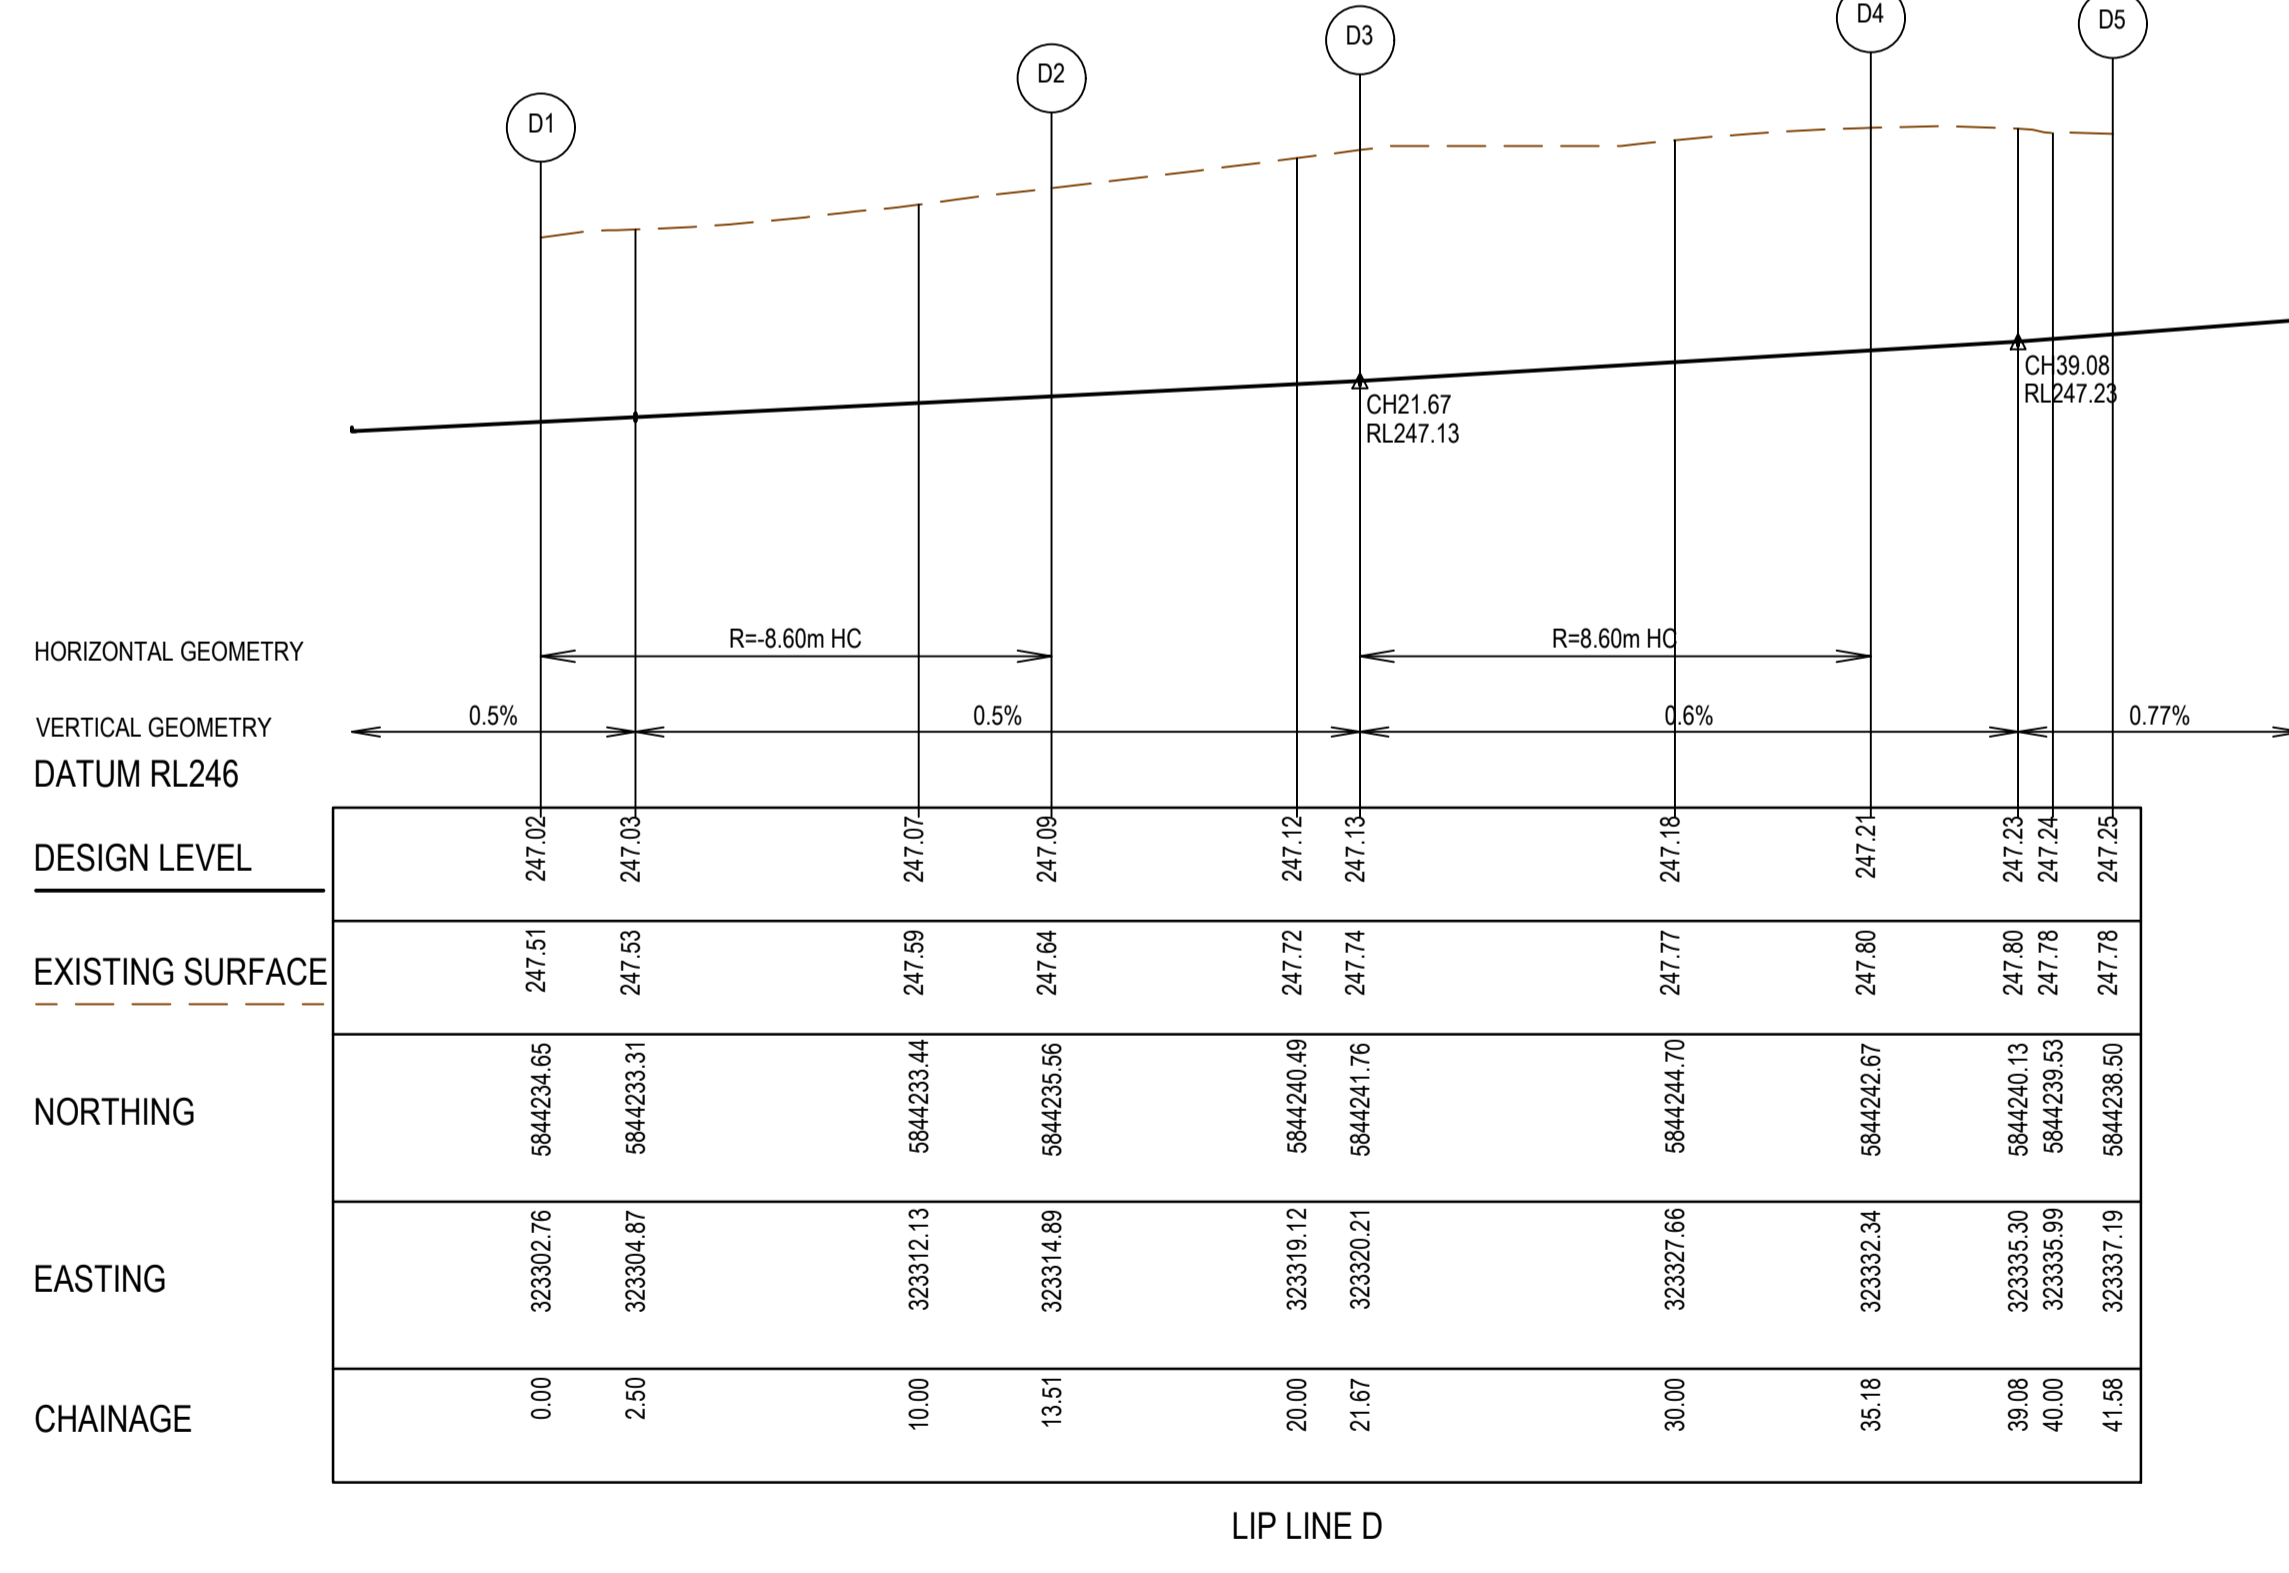 D1
D2
D3
D4
D5
CH21.67
RL247.13
CH39.08
RL247.23
HORIZONTAL GEOMETRY
R=-8.60m HC
R=8.60m HC
VERTICAL GEOMETRY
0.5%
0.5%
0.6%
0.77%
DATUM RL246
DESIGN LEVEL
247.02
247.03
247.07
247.09
247.12
247.13
247.18
247.21
247.23
247.24
247.25
EXISTING SURFACE
247.51
247.53
247.59
247.64
247.72
247.74
247.77
247.80
247.80
247.78
247.78
NORTHING
5844234.65
5844233.31
5844233.44
5844235.56
5844240.49
5844241.76
5844244.70
5844242.67
5844240.13
5844239.53
5844238.50
EASTING
323302.76
323304.87
323312.13
323314.89
323319.12
323320.21
323327.66
323332.34
323335.30
323335.99
323337.19
CHAINAGE
0.00
2.50
10.00
13.51
20.00
21.67
30.00
35.18
39.08
40.00
41.58
LIP LINE D